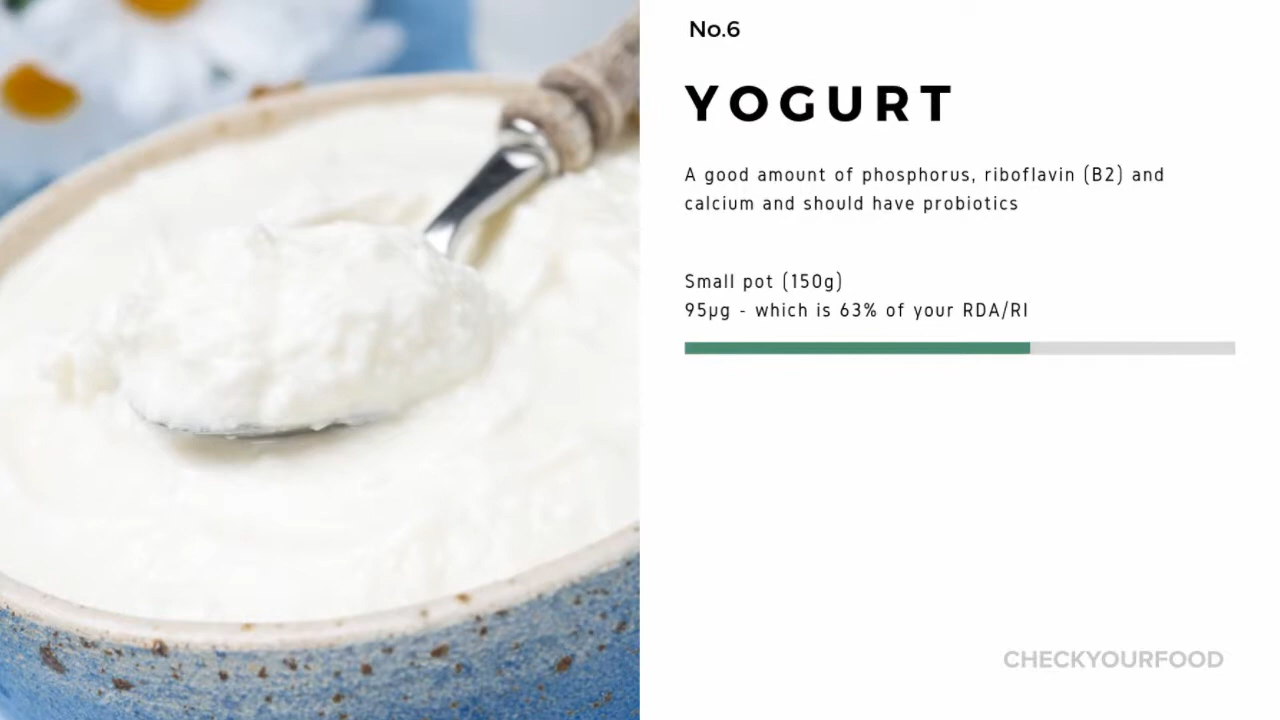 No.6
YOGURT
A good amount of phosphorus, riboflavin (B2) and
calcium and should have probiotics
Small pot (150g)
95µg - which is 63% of your RDA/RI
CHECKYOURFOOD